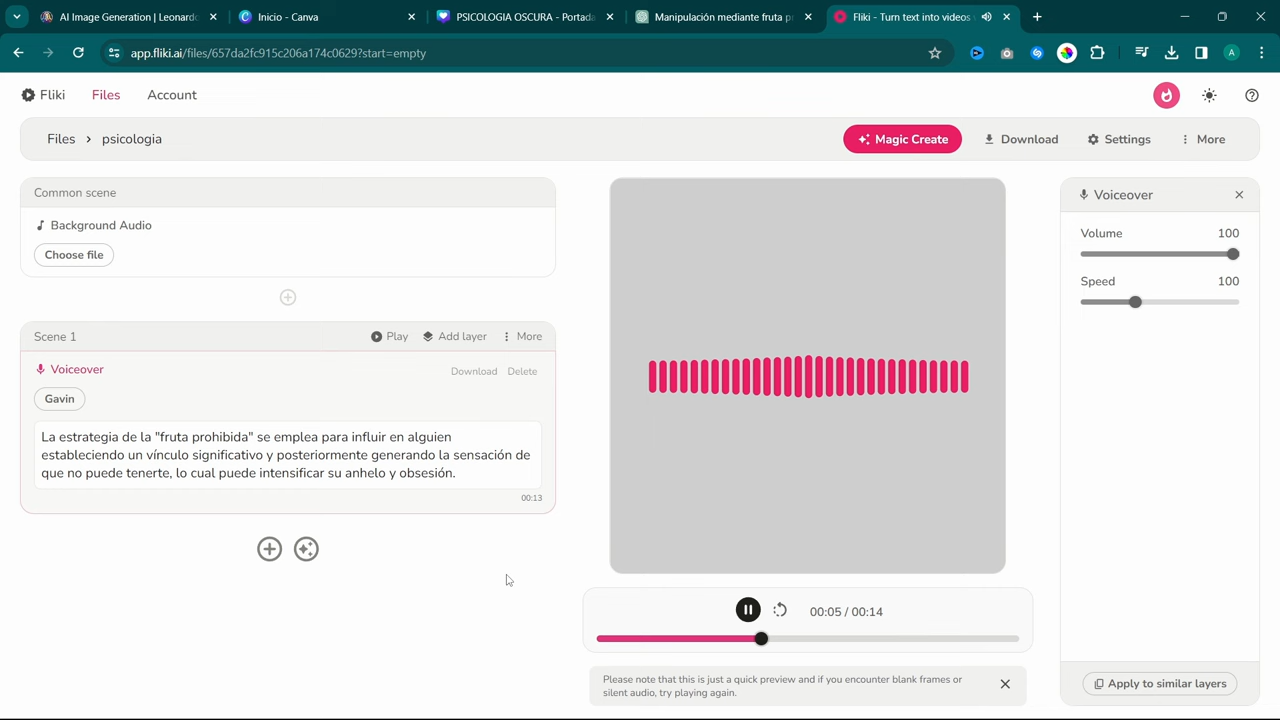 AI Image Generation | Leonardo
Inicio - Canva
PSICOLOGIA OSCURA - Portada
Manipulación mediante fruta pr
Fliki - Turn text into videos
app.fliki.ai/files/657da2fc915c206a174c0629?start=empty
A
Fliki
Files
Account
Files > psicologia
Magic Create
Download
Settings
More
Common scene
Background Audio
Choose file
Scene 1
Play
Add layer
More
Voiceover
Download
Delete
Gavin
La estrategia de la "fruta prohibida" se emplea para influir en alguien
estableciendo un vínculo significativo y posteriormente generando la sensación de
que no puede tenerte, lo cual puede intensificar su anhelo y obsesión.
00:13
00:05 / 00:14
Please note that this is just a quick preview and if you encounter blank frames or
silent audio, try playing again.
Voiceover
Volume 100
Speed 100
Apply to similar layers